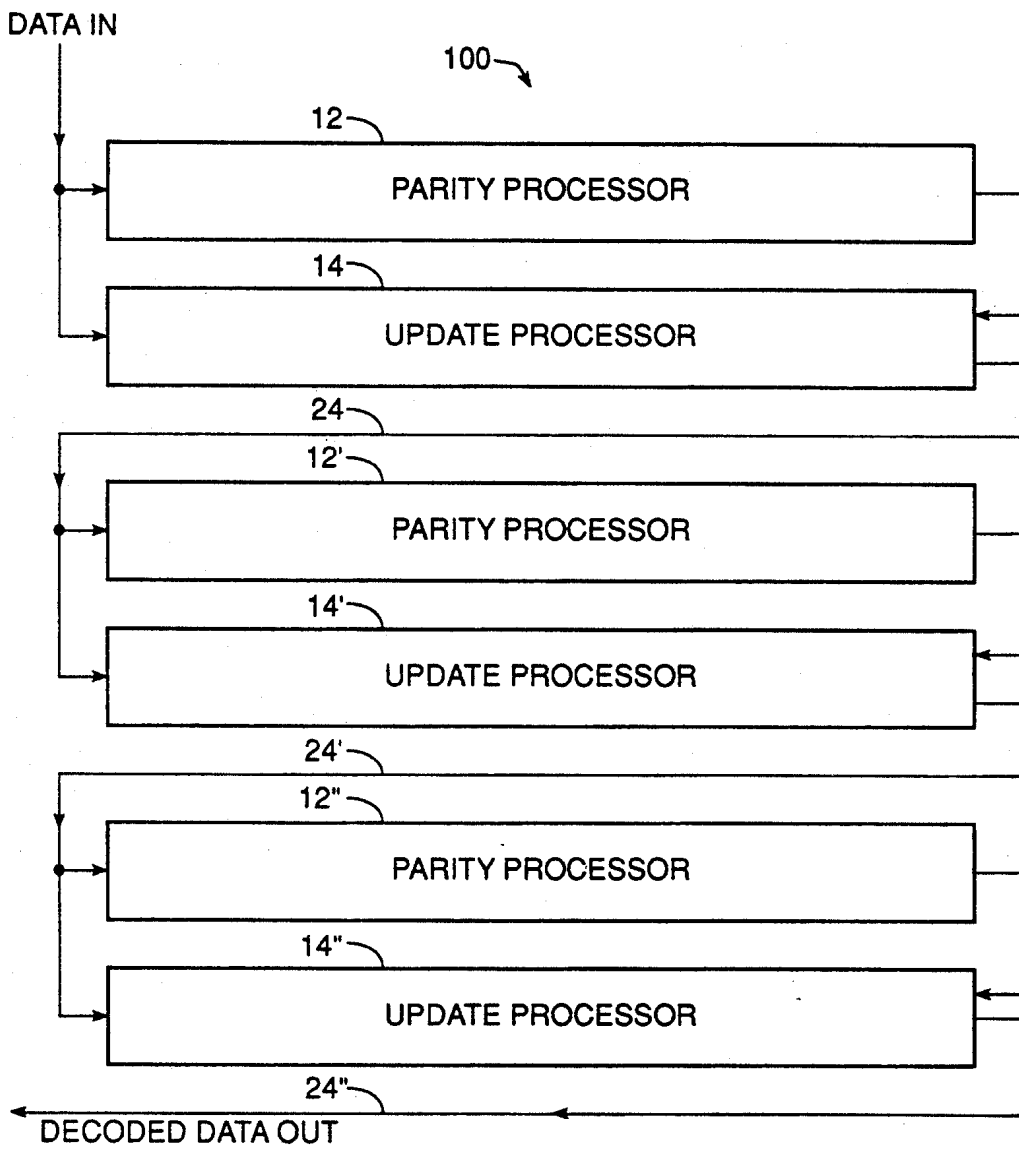 DATA IN
100
12
PARITY PROCESSOR
14
UPDATE PROCESSOR
24
12'
PARITY PROCESSOR
14'
UPDATE PROCESSOR
24'
12"
PARITY PROCESSOR
14"
UPDATE PROCESSOR
24"
DECODED DATA OUT